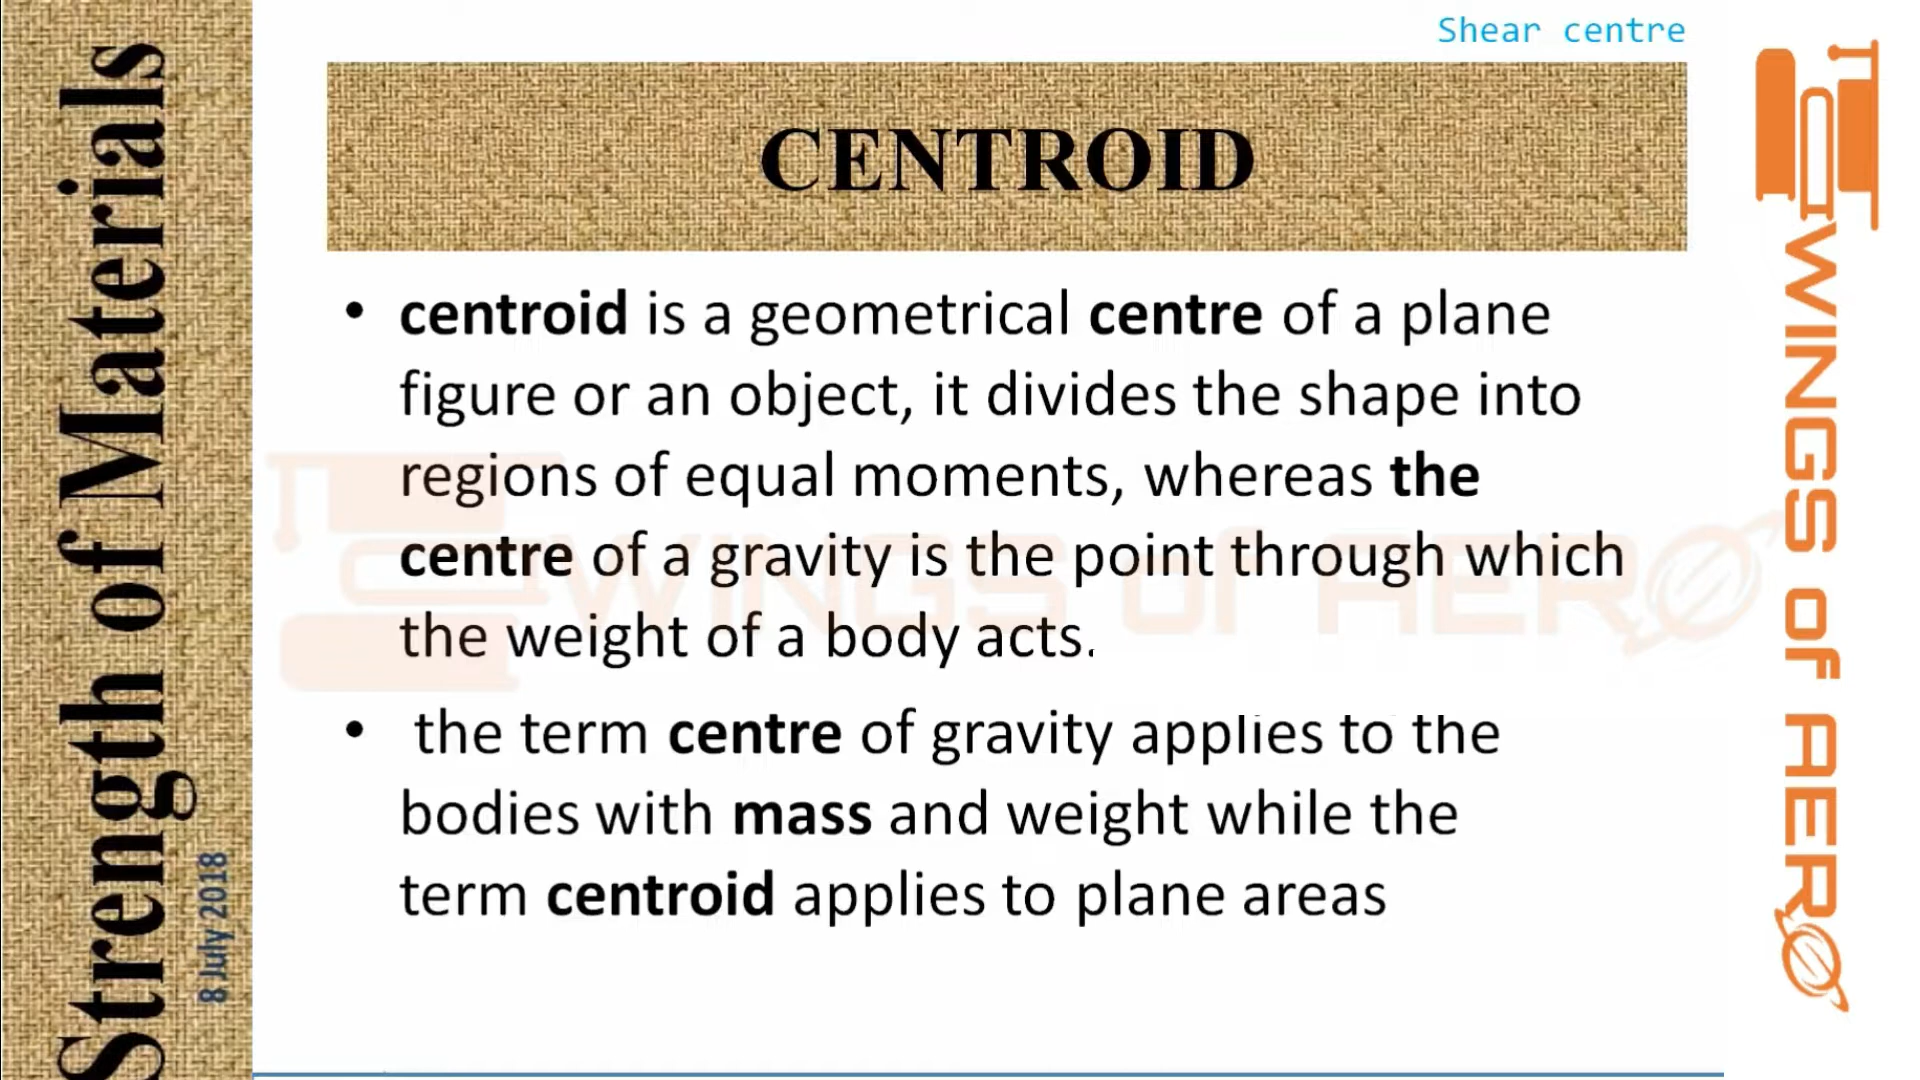 Shear centre
CENTROID
• centroid is a geometrical centre of a plane
figure or an object, it divides the shape into
regions of equal moments, whereas the
centre of a gravity is the point through which
the weight of a body acts.
• the term centre of gravity applies to the
bodies with mass and weight while the
term centroid applies to plane areas
Strength of Materials
8 July 2018
WINGS OF AERO
WINGS OF AERO